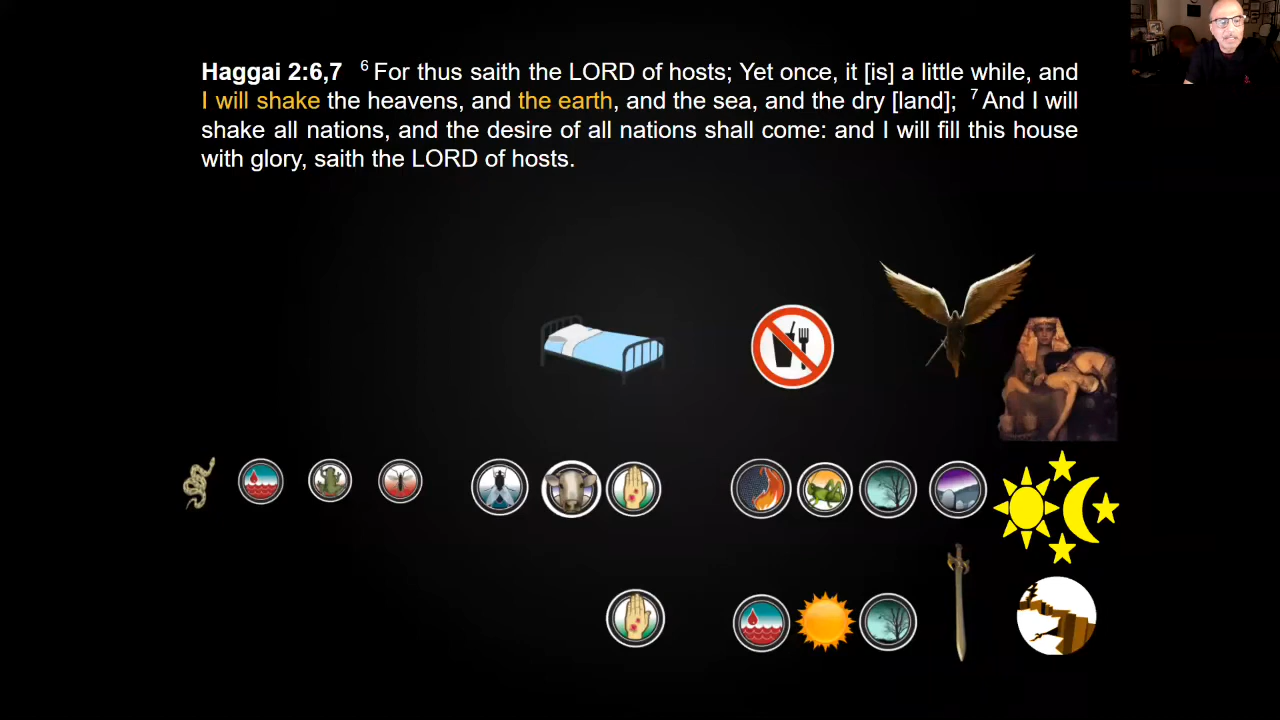 Haggai 2:6,7 ⁶ For thus saith the LORD of hosts; Yet once, it [is] a little while, and
I will shake the heavens, and the earth, and the sea, and the dry [land]; ⁷ And I will
shake all nations, and the desire of all nations shall come: and I will fill this house
with glory, saith the LORD of hosts.